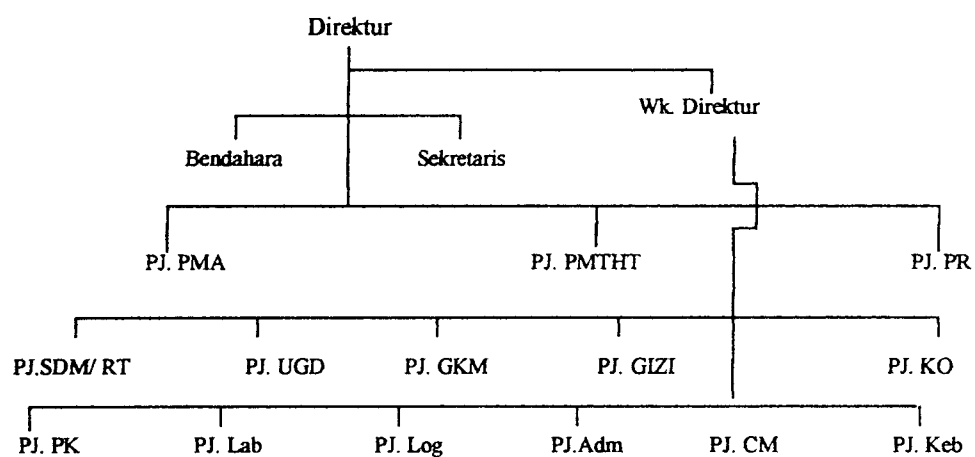 Direktur
Wk. Direktur
Bendahara Sekretaris
PJ. PMA PJ. PMTHT PJ. PR
PJ.SDM/ RT PJ. UGD PJ. GKM PJ. GIZI PJ. KO
PJ. PK PJ. Lab PJ. Log PJ.Adm PJ. CM PJ. Keb